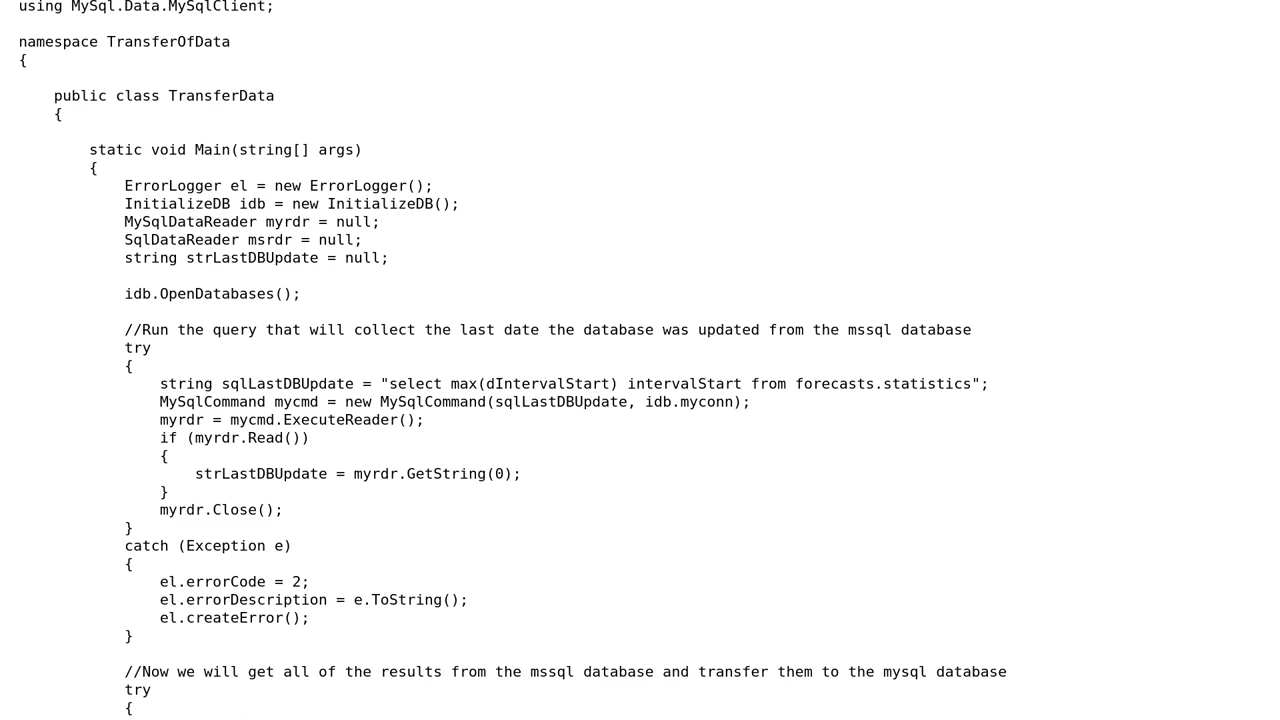 using MySql.Data.MySqlClient;
namespace TransferOfData
{
public class TransferData
{
static void Main(string[] args)
{
ErrorLogger el = new ErrorLogger();
InitializeDB idb = new InitializeDB();
MySqlDataReader myrdr = null;
SqlDataReader msrdr = null;
string strLastDBUpdate = null;
idb.OpenDatabases();
//Run the query that will collect the last date the database was updated from the mssql database
try
{
string sqlLastDBUpdate = "select max(dIntervalStart) intervalStart from forecasts.statistics";
MySqlCommand mycmd = new MySqlCommand(sqlLastDBUpdate, idb.myconn);
myrdr = mycmd.ExecuteReader();
if (myrdr.Read())
{
strLastDBUpdate = myrdr.GetString(0);
}
myrdr.Close();
}
catch (Exception e)
{
el.errorCode = 2;
el.errorDescription = e.ToString();
el.createError();
}
//Now we will get all of the results from the mssql database and transfer them to the mysql database
try
{